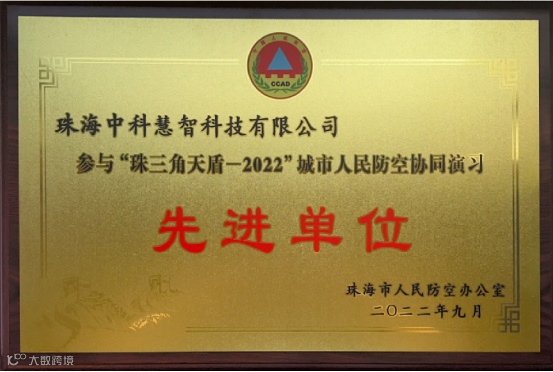 CCAD
珠海中科慧智科技有限公司
参与“珠三角天盾－2022”城市人民防空协同演习
先进单位
珠海市人民防空办公室
二〇二二年九月
大数跨境